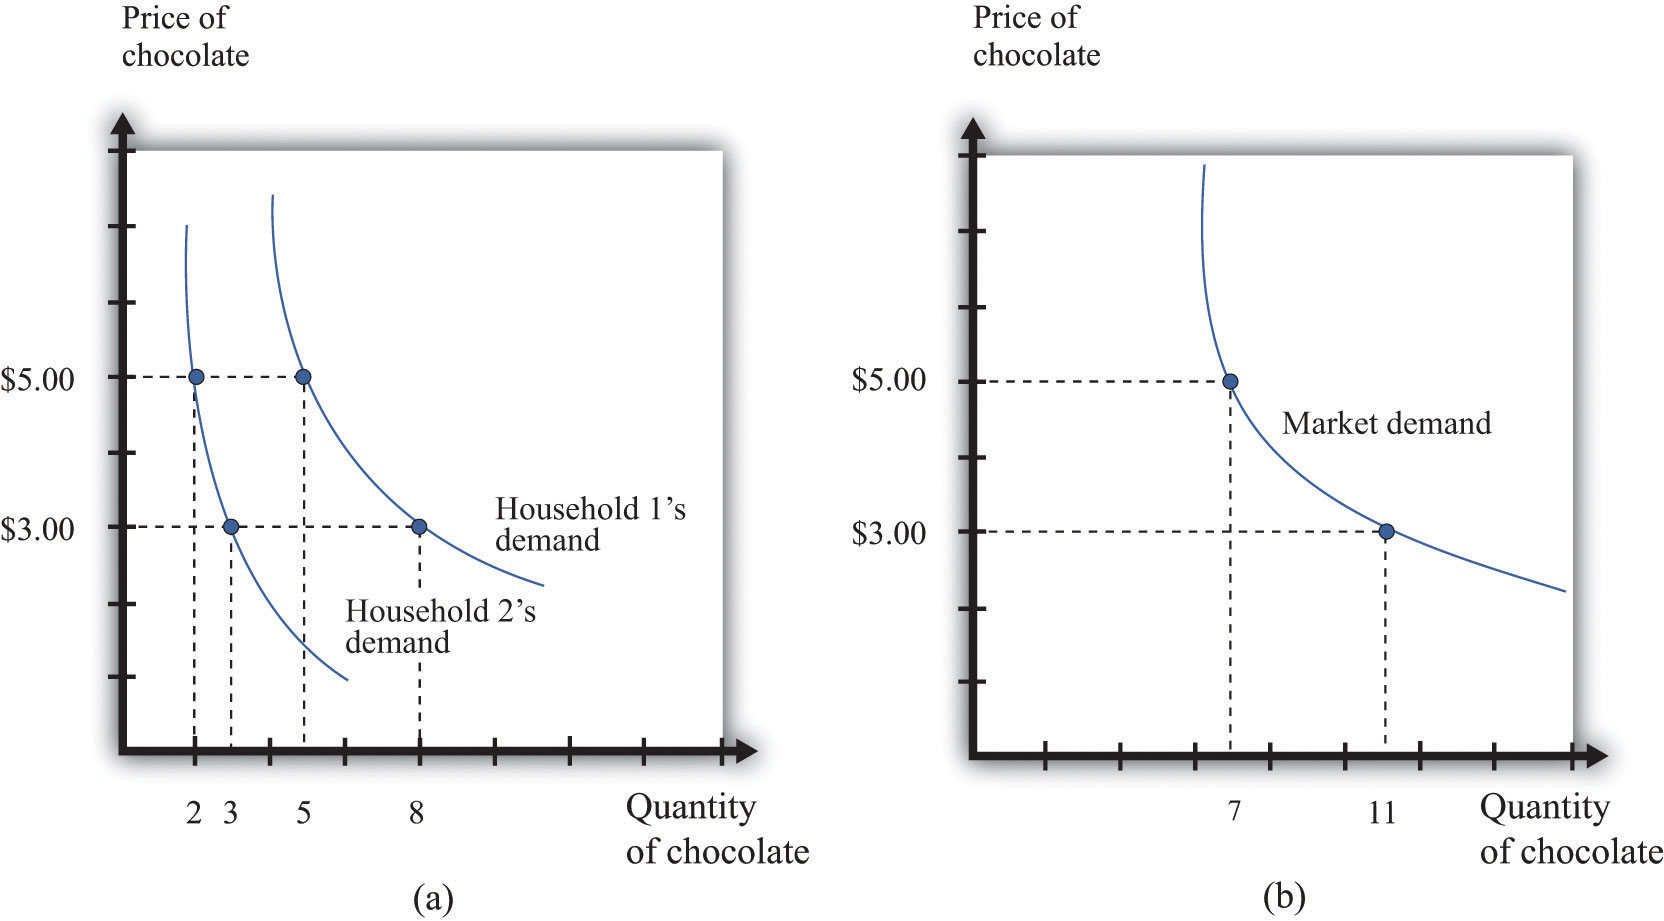 Price of
chocolate
$5.00
$3.00
Household 1’s
demand
Household 2’s
demand
2 3 5 8
Quantity
of chocolate
(a)
Price of
chocolate
$5.00
$3.00
Market demand
7 11
Quantity
of chocolate
(b)